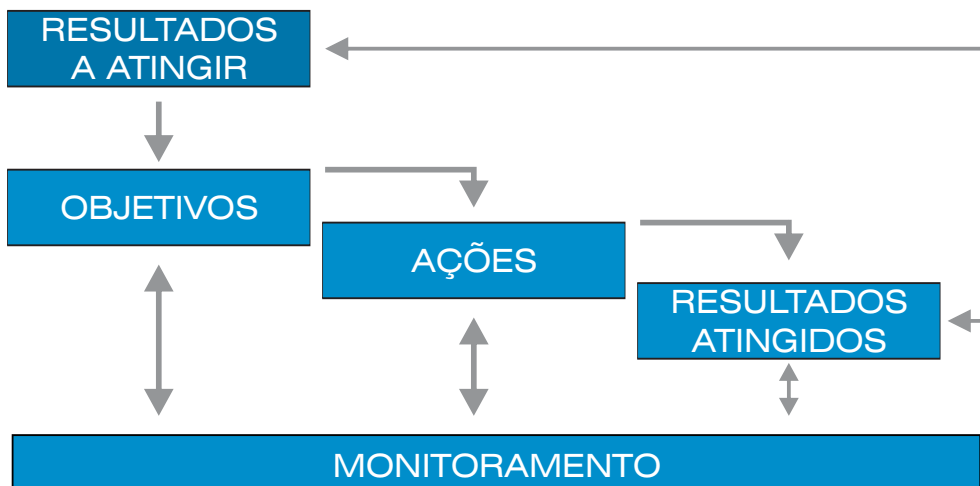 RESULTADOS
A ATINGIR
OBJETIVOS
AÇÕES
RESULTADOS
ATINGIDOS
MONITORAMENTO